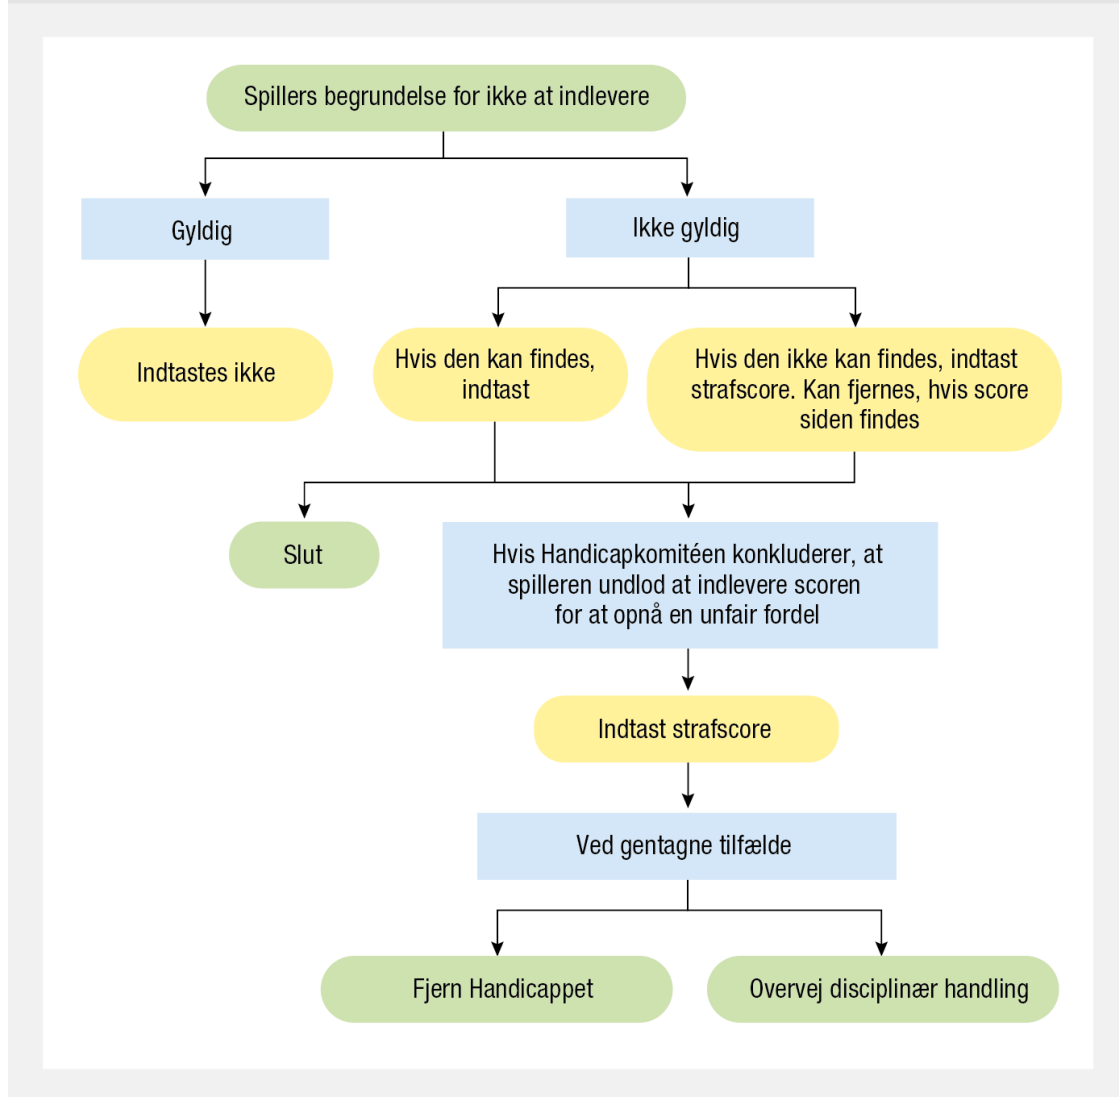 Spillers begrundelse for ikke at indlevere
Gyldig
Ikke gyldig
Indtastes ikke
Hvis den kan findes,
indtast
Hvis den ikke kan findes, indtast
strafscore. Kan fjernes, hvis score
siden findes
Slut
Hvis Handicapkomitéen konkluderer, at
spilleren undlod at indlevere scoren
for at opnå en unfair fordel
Indtast strafscore
Ved gentagne tilfælde
Fjern Handicappet
Overvej disciplinær handling